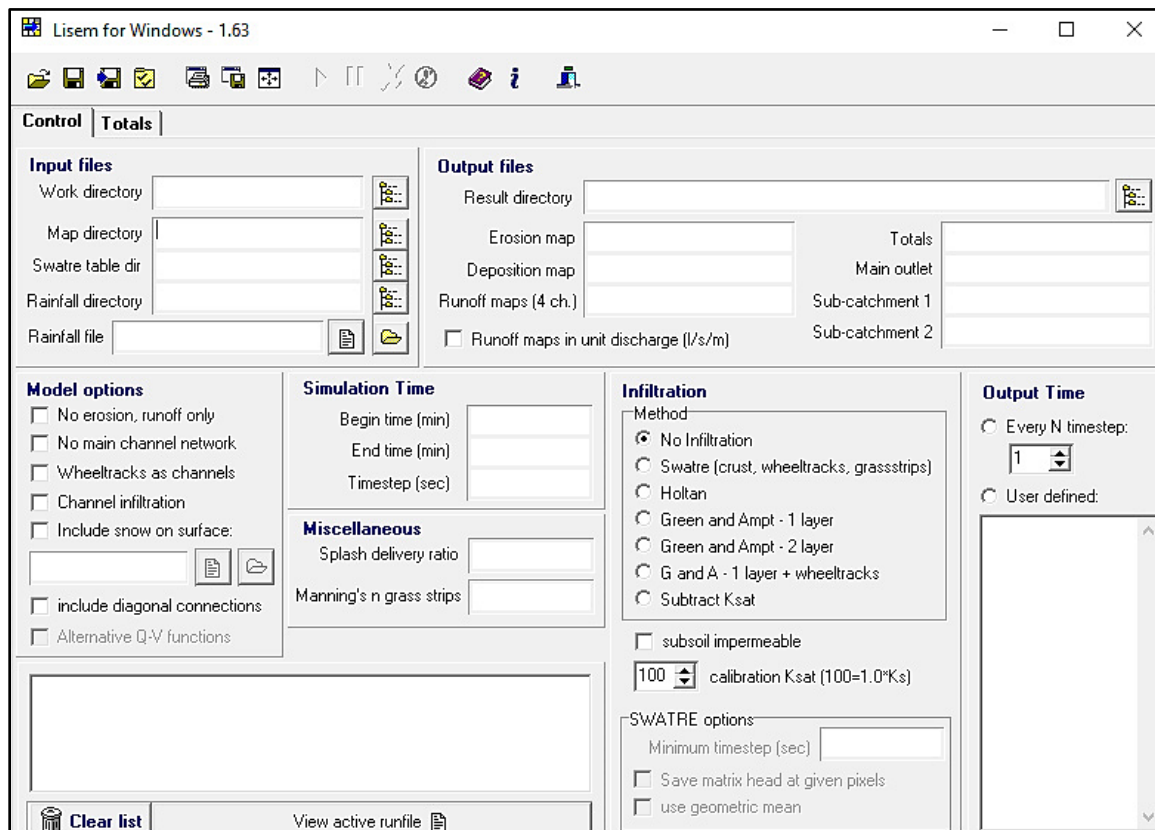 Lisem for Windows - 1.63
Control
Totals
Input files
Work directory
Map directory
Swatre table dir
Rainfall directory
Rainfall file
Output files
Result directory
Erosion map
Deposition map
Runoff maps (4 ch.)
Runoff maps in unit discharge (l/s/m)
Totals
Main outlet
Sub-catchment 1
Sub-catchment 2
Model options
No erosion, runoff only
No main channel network
Wheeltracks as channels
Channel infiltration
Include snow on surface:
include diagonal connections
Alternative Q-V functions
Simulation Time
Begin time (min)
End time (min)
Timestep (sec)
Miscellaneous
Splash delivery ratio
Manning's n grass strips
Infiltration
Method
No Infiltration
Swatre (crust, wheeltracks, grassstrips)
Holtan
Green and Ampt - 1 layer
Green and Ampt - 2 layer
G and A - 1 layer + wheeltracks
Subtract Ksat
subsoil impermeable
100 calibration Ksat (100=1.0*Ks)
SWATRE options
Minimum timestep (sec)
Save matrix head at given pixels
use geometric mean
Output Time
Every N timestep:
1
User defined:
Clear list
View active runfile